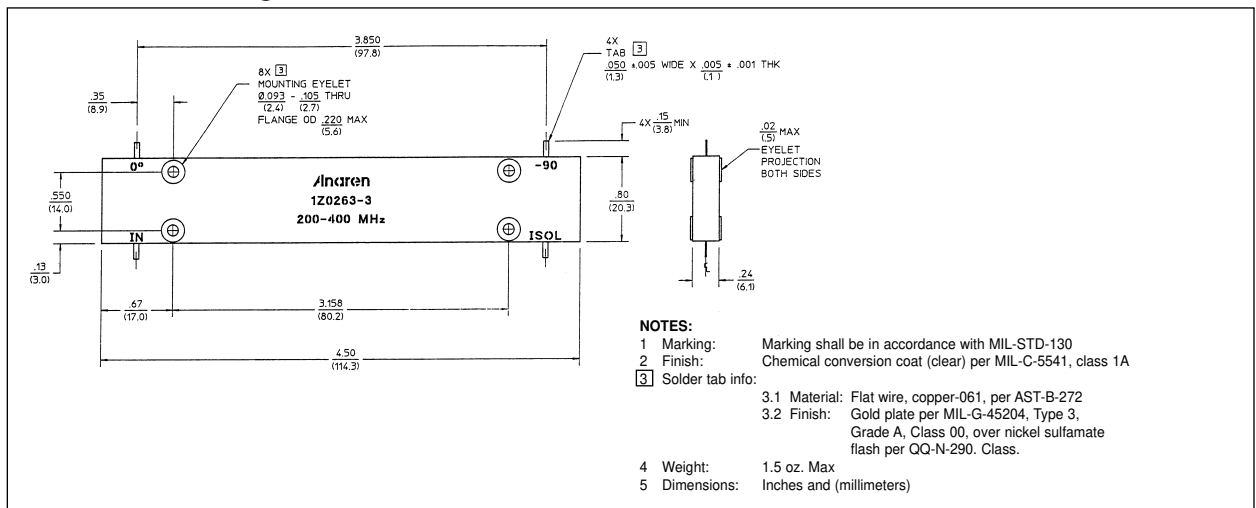 3.850
(97.8)
4X
TAB 3
.050 ±.005 WIDE X .005 ± .001 THK
(1.3) (.1)
8X 3
MOUNTING EYELET
Ø.093 - .105 THRU
(2.4) (2.7)
FLANGE OD .220 MAX
(5.6)
.35
(8.9)
4X .15 MIN
(3.8)
.02 MAX
(.5)
EYELET
PROJECTION
BOTH SIDES
0°
-90
Anaren
1Z0263-3
200-400 MHz
.550
(14.0)
.80
(20.3)
IN
ISOL
.13
(3.0)
℄
.24
(6.1)
.67
(17.0)
3.158
(80.2)
4.50
(114.3)
NOTES:
1 Marking: Marking shall be in accordance with MIL-STD-130
2 Finish: Chemical conversion coat (clear) per MIL-C-5541, class 1A
3 Solder tab info:
3.1 Material: Flat wire, copper-061, per AST-B-272
3.2 Finish: Gold plate per MIL-G-45204, Type 3,
Grade A, Class 00, over nickel sulfamate
flash per QQ-N-290. Class.
4 Weight: 1.5 oz. Max
5 Dimensions: Inches and (millimeters)